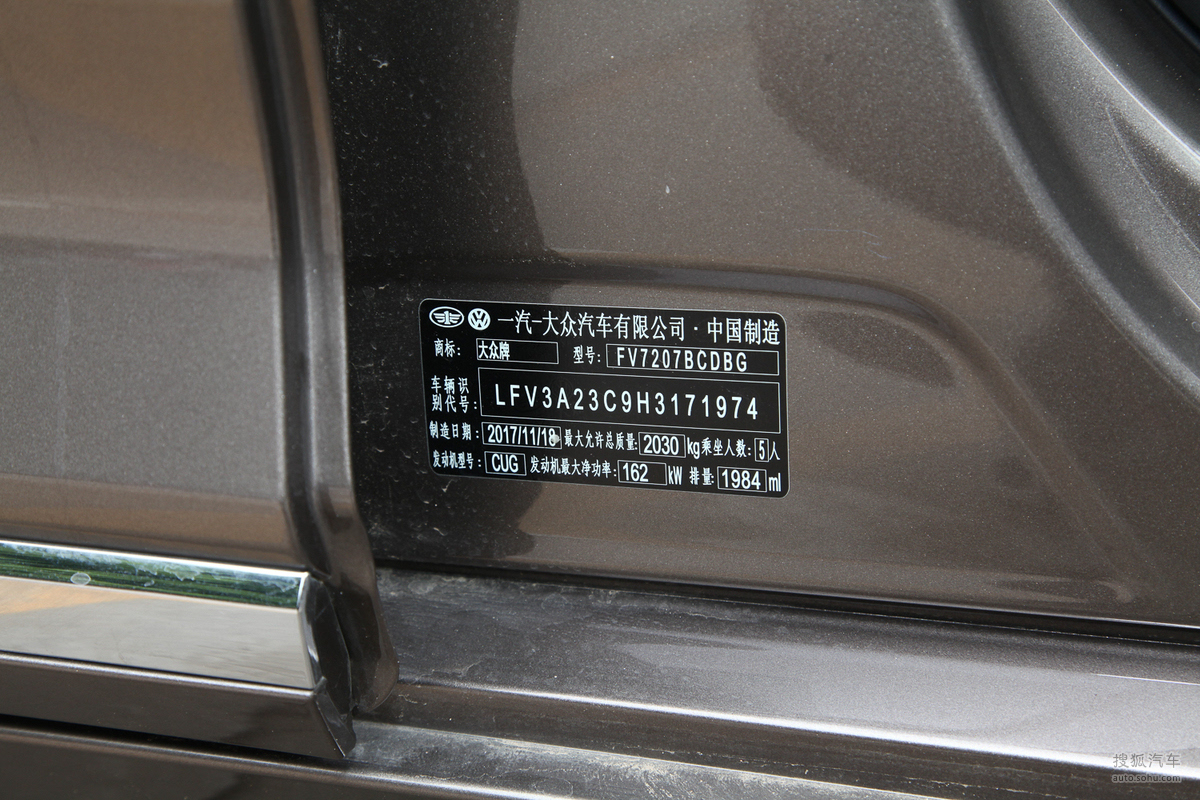 一汽-大众汽车有限公司·中国制造
商标: 大众牌 型号: FV7207BCDBG
车辆识别代号: LFV3A23C9H3171974
制造日期: 2017/11/18 最大允许总质量: 2030 kg 乘坐人数: 5 人
发动机型号: CUG 发动机最大净功率: 162 kW 排量: 1984 ml
搜狐汽车
auto.sohu.com